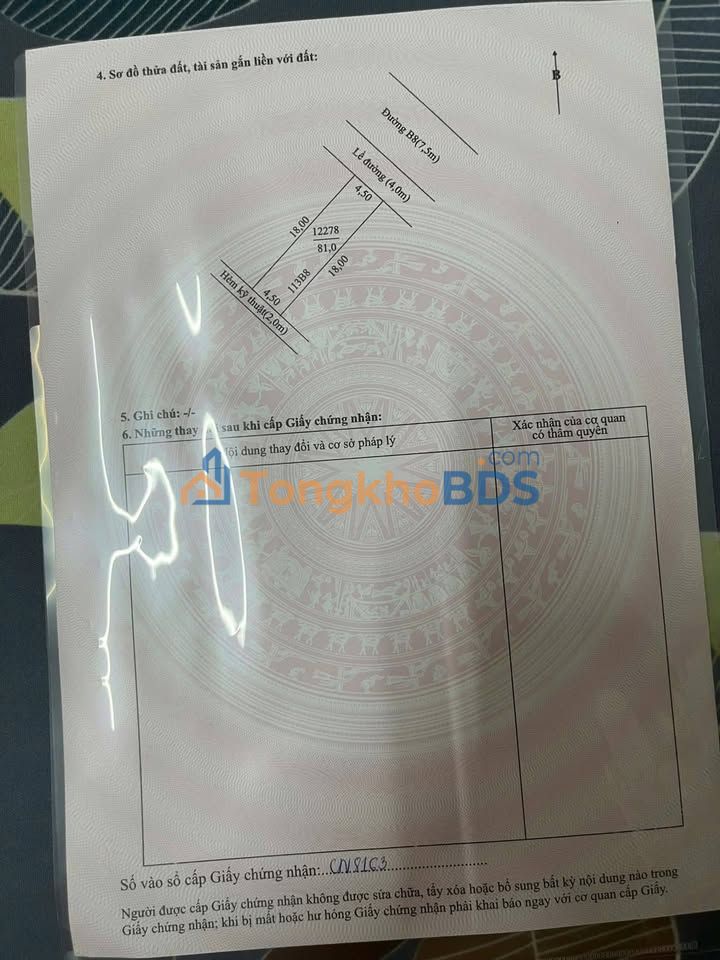 4. Sơ đồ thửa đất, tài sản gắn liền với đất:
B
Đường B8(7,5m)
Lề đường (4,0m)
4,50
18,00
12278
81,0
18,00
113B8
4,50
Hẻm kỹ thuật(2,0m)
5. Ghi chú: -/-
6. Những thay sau khi cấp Giấy chứng nhận:
Nội dung thay đổi và cơ sở pháp lý
Xác nhận của cơ quan
có thẩm quyền
TongkhoBDS.com
Số vào sổ cấp Giấy chứng nhận:
Người được cấp Giấy chứng nhận không được sửa chữa, tẩy xóa hoặc bổ sung bất kỳ nội dung nào trong
Giấy chứng nhận; khi bị mất hoặc hư hỏng Giấy chứng nhận phải khai báo ngay với cơ quan cấp Giấy.